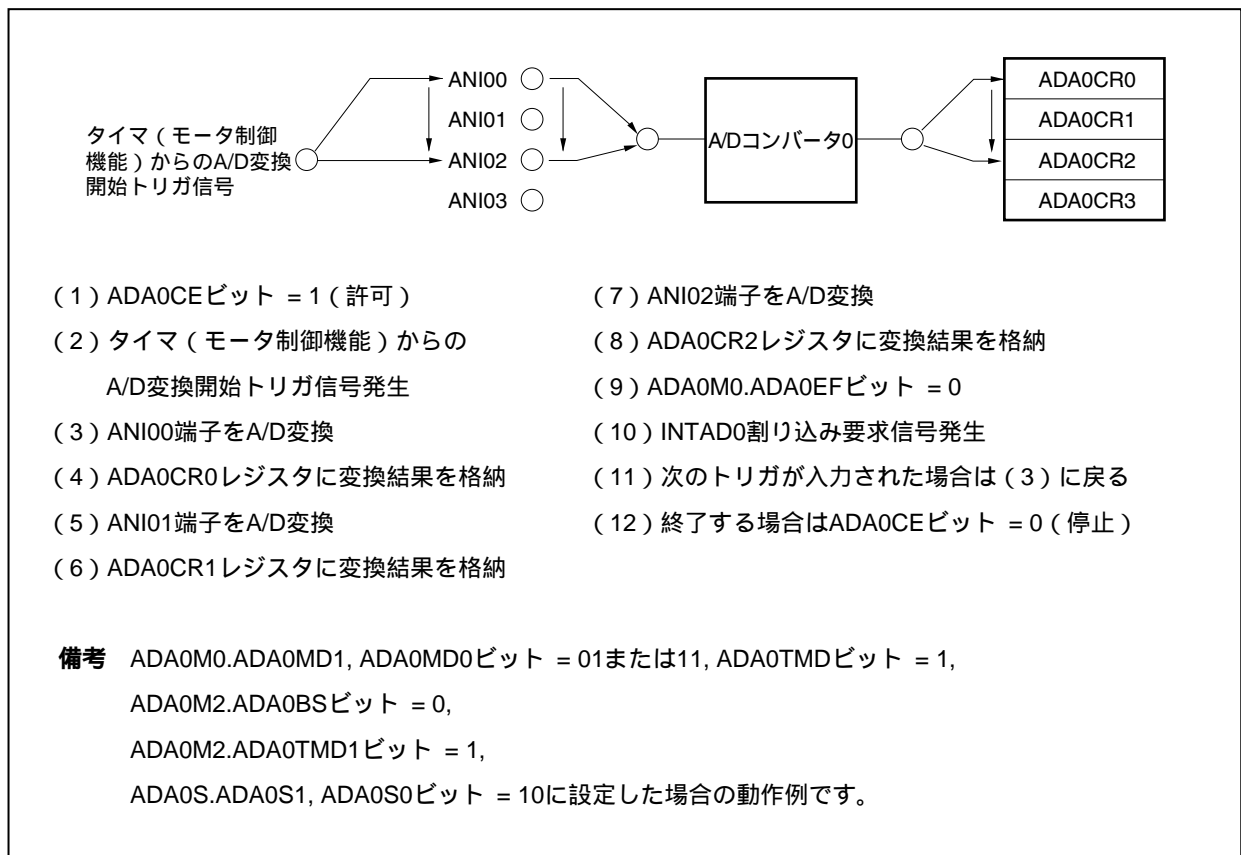 タイマ（モータ制御
機能）からのA/D変換
開始トリガ信号
ANI00
ANI01
ANI02
ANI03
A/Dコンバータ0
ADA0CR0
ADA0CR1
ADA0CR2
ADA0CR3
（1）ADA0CEビット = 1（許可）
（2）タイマ（モータ制御機能）からの
A/D変換開始トリガ信号発生
（3）ANI00端子をA/D変換
（4）ADA0CR0レジスタに変換結果を格納
（5）ANI01端子をA/D変換
（6）ADA0CR1レジスタに変換結果を格納
（7）ANI02端子をA/D変換
（8）ADA0CR2レジスタに変換結果を格納
（9）ADA0M0.ADA0EFビット = 0
（10）INTAD0割り込み要求信号発生
（11）次のトリガが入力された場合は（3）に戻る
（12）終了する場合はADA0CEビット = 0（停止）
備考 ADA0M0.ADA0MD1, ADA0MD0ビット = 01または11, ADA0TMDビット = 1,
ADA0M2.ADA0BSビット = 0,
ADA0M2.ADA0TMD1ビット = 1,
ADA0S.ADA0S1, ADA0S0ビット = 10に設定した場合の動作例です。